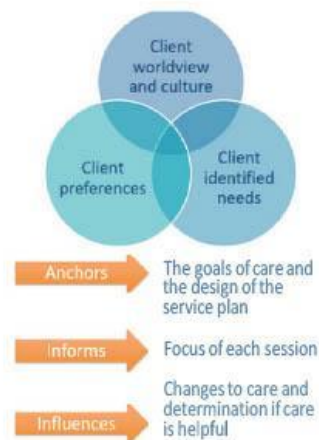 Client
worldview
and culture
Client
preferences
Client
identified
needs
Anchors
The goals of care and
the design of the
service plan
Informs
Focus of each session
Influences
Changes to care and
determination if care
is helpful